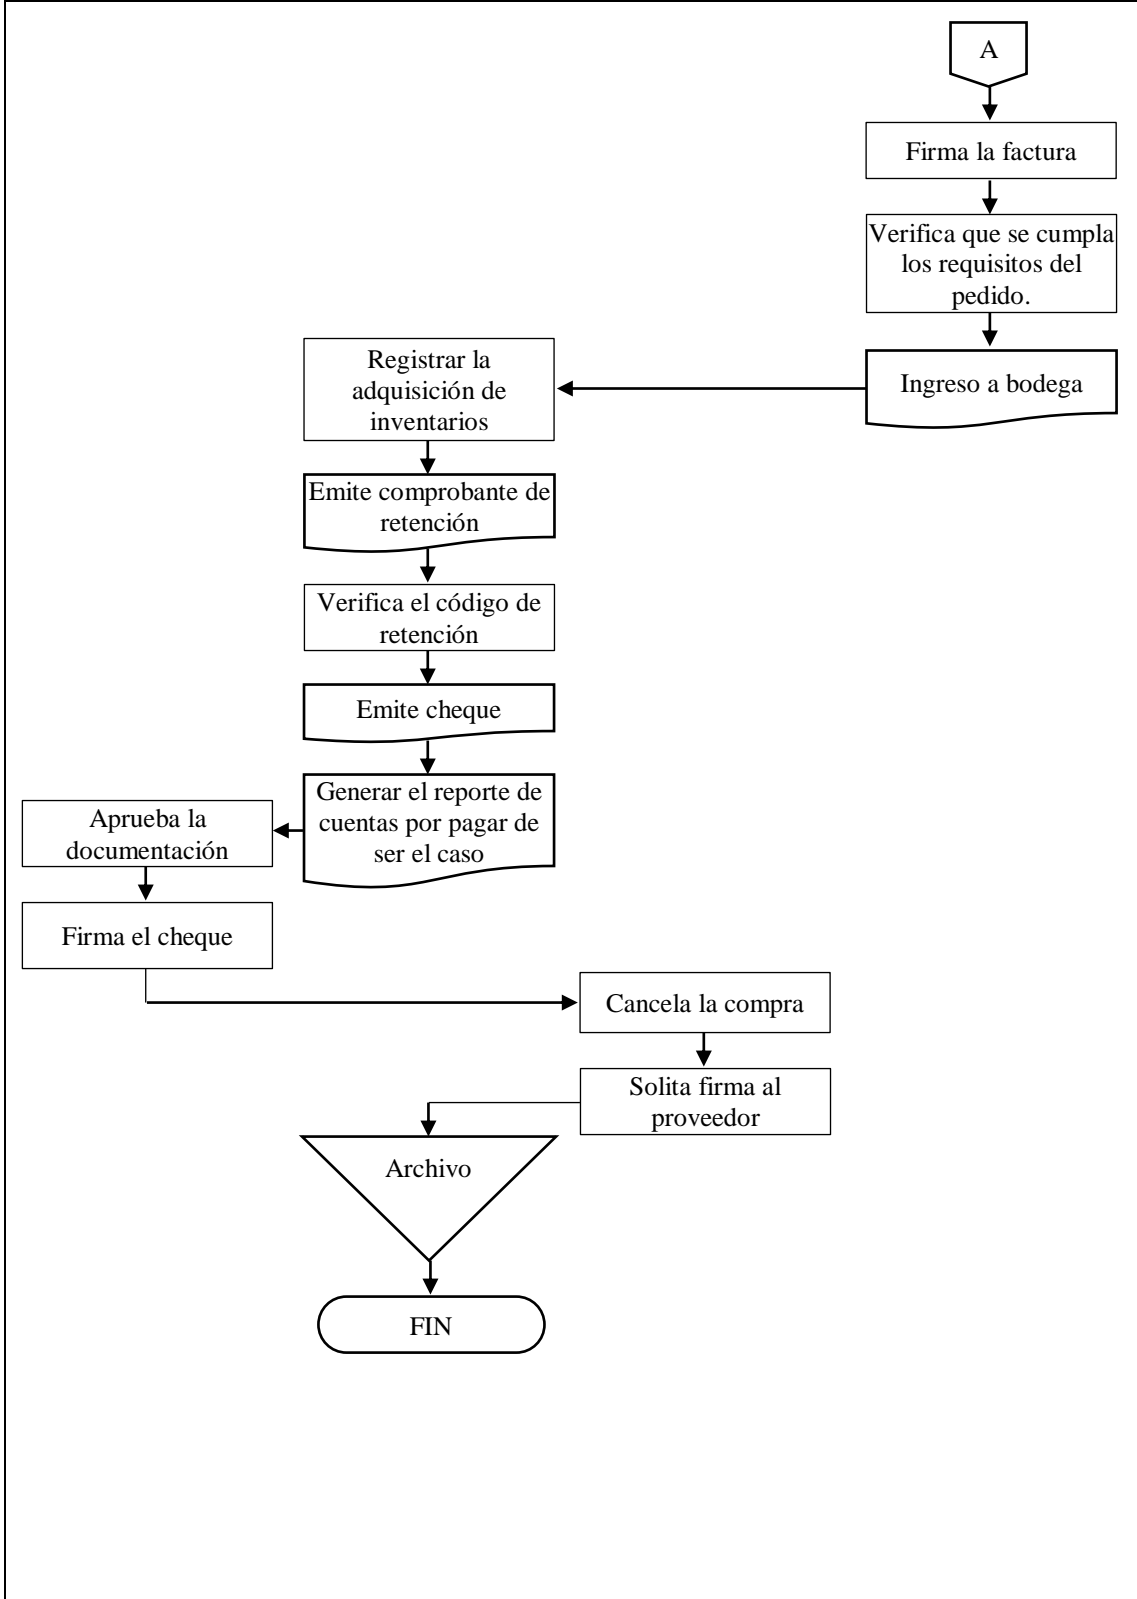 A
Firma la factura
Verifica que se cumpla
los requisitos del
pedido.
Ingreso a bodega
Registrar la
adquisición de
inventarios
Emite comprobante de
retención
Verifica el código de
retención
Emite cheque
Generar el reporte de
cuentas por pagar de
ser el caso
Aprueba la
documentación
Firma el cheque
Cancela la compra
Solita firma al
proveedor
Archivo
FIN